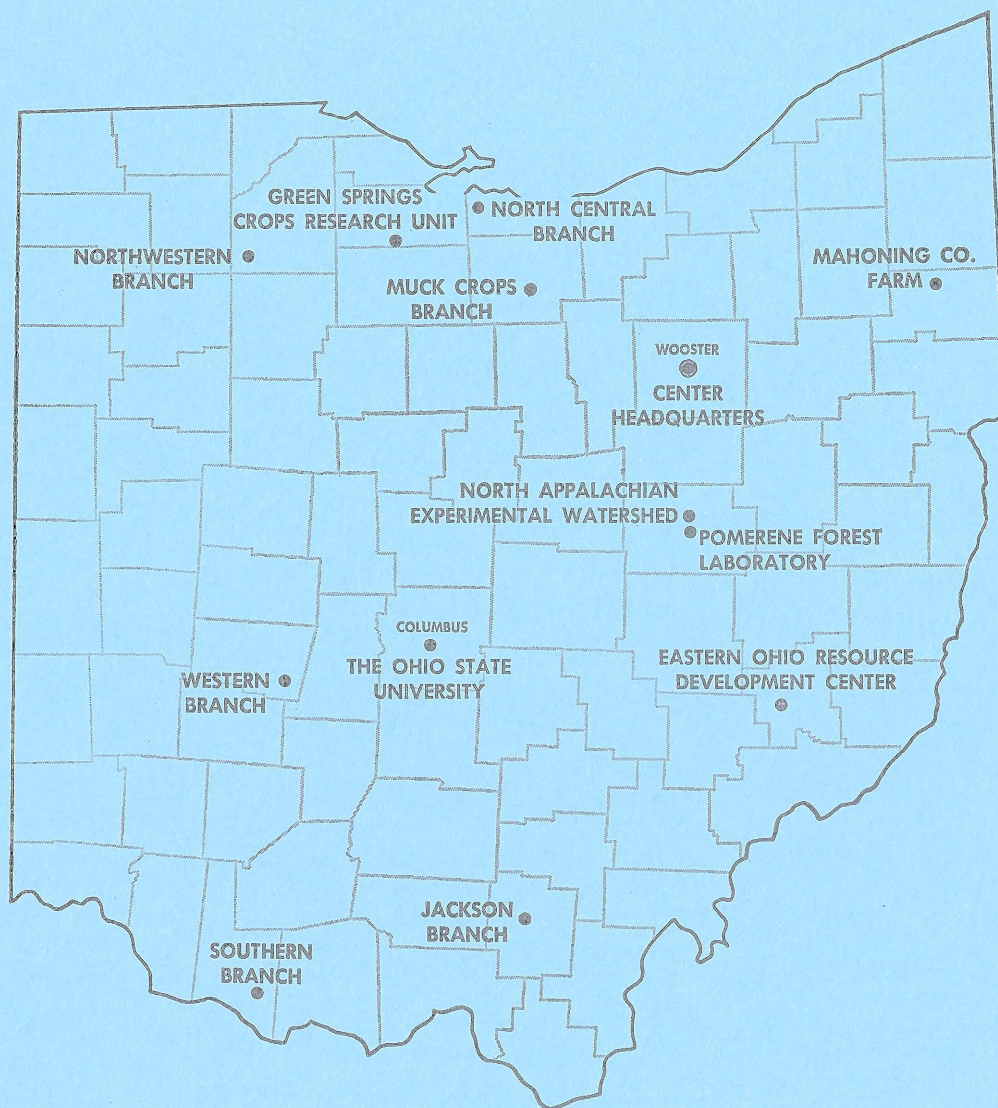 GREEN SPRINGS
CROPS RESEARCH UNIT
NORTH CENTRAL
BRANCH
NORTHWESTERN
BRANCH
MAHONING CO.
FARM
MUCK CROPS
BRANCH
WOOSTER
CENTER
HEADQUARTERS
NORTH APPALACHIAN
EXPERIMENTAL WATERSHED
POMERENE FOREST
LABORATORY
COLUMBUS
THE OHIO STATE
UNIVERSITY
EASTERN OHIO RESOURCE
DEVELOPMENT CENTER
WESTERN
BRANCH
JACKSON
BRANCH
SOUTHERN
BRANCH